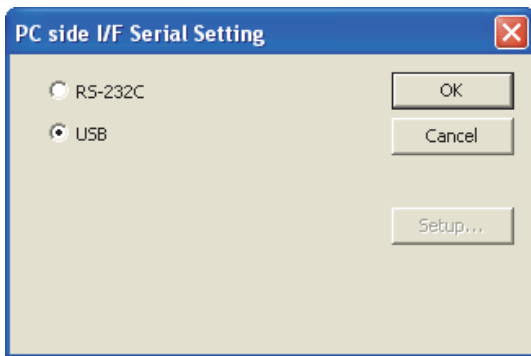 PC side I/F Serial Setting
RS-232C
OK
USB
Cancel
Setup...